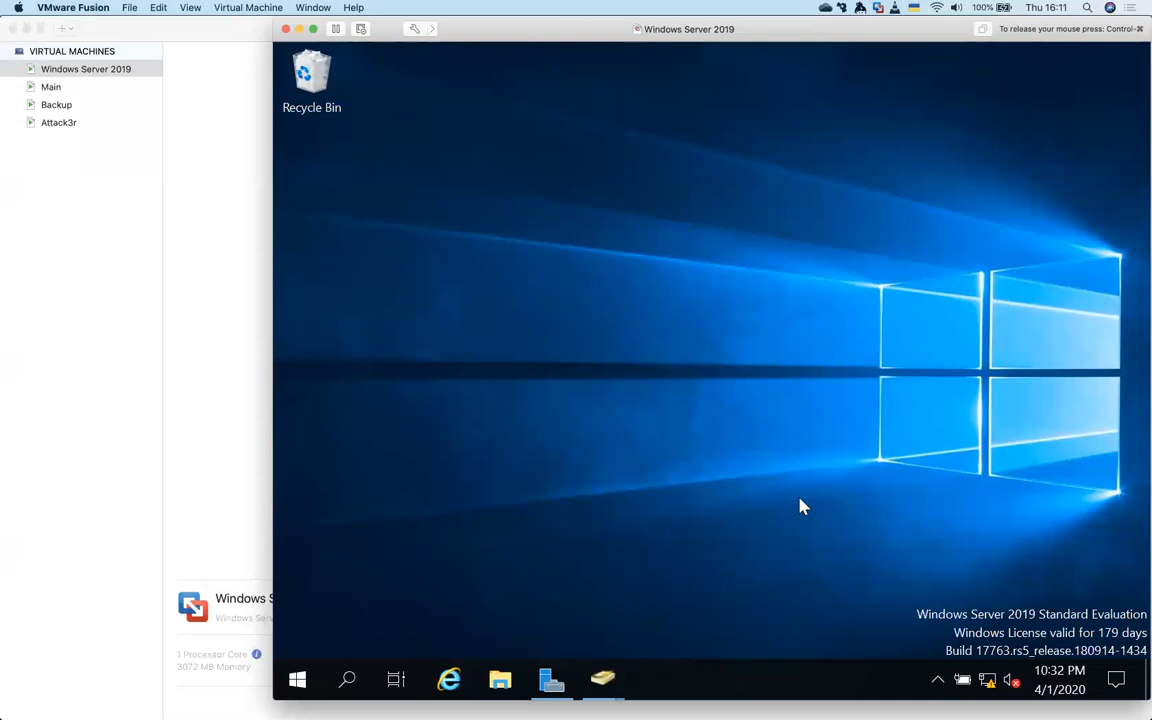 VMware Fusion File Edit View Virtual Machine Window Help 100% Thu 16:11
Windows Server 2019 To release your mouse press: Control-⌘
VIRTUAL MACHINES
Windows Server 2019
Main
Backup
Attack3r
Recycle Bin
Windows S
Windows Serv
1 Processor Core
3072 MB Memory
Windows Server 2019 Standard Evaluation
Windows License valid for 179 days
Build 17763.rs5_release.180914-1434
10:32 PM
4/1/2020